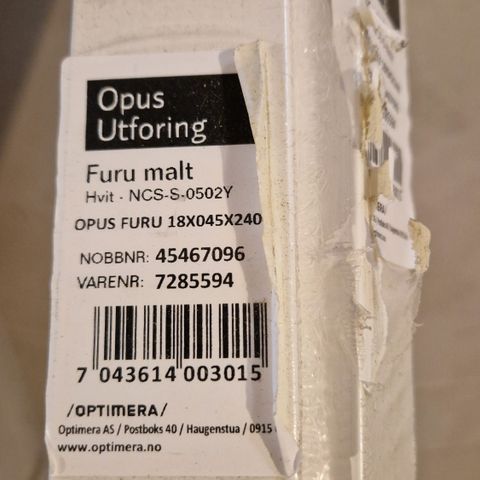 Opus
Utforing
Furu malt
Hvit - NCS-S-0502Y
OPUS FURU 18X045X240
NOBBNR: 45467096
VARENR: 7285594
7 043614 003015
/OPTIMERA/
Optimera AS / Postboks 40 / Haugenstua / 0915
www.optimera.no